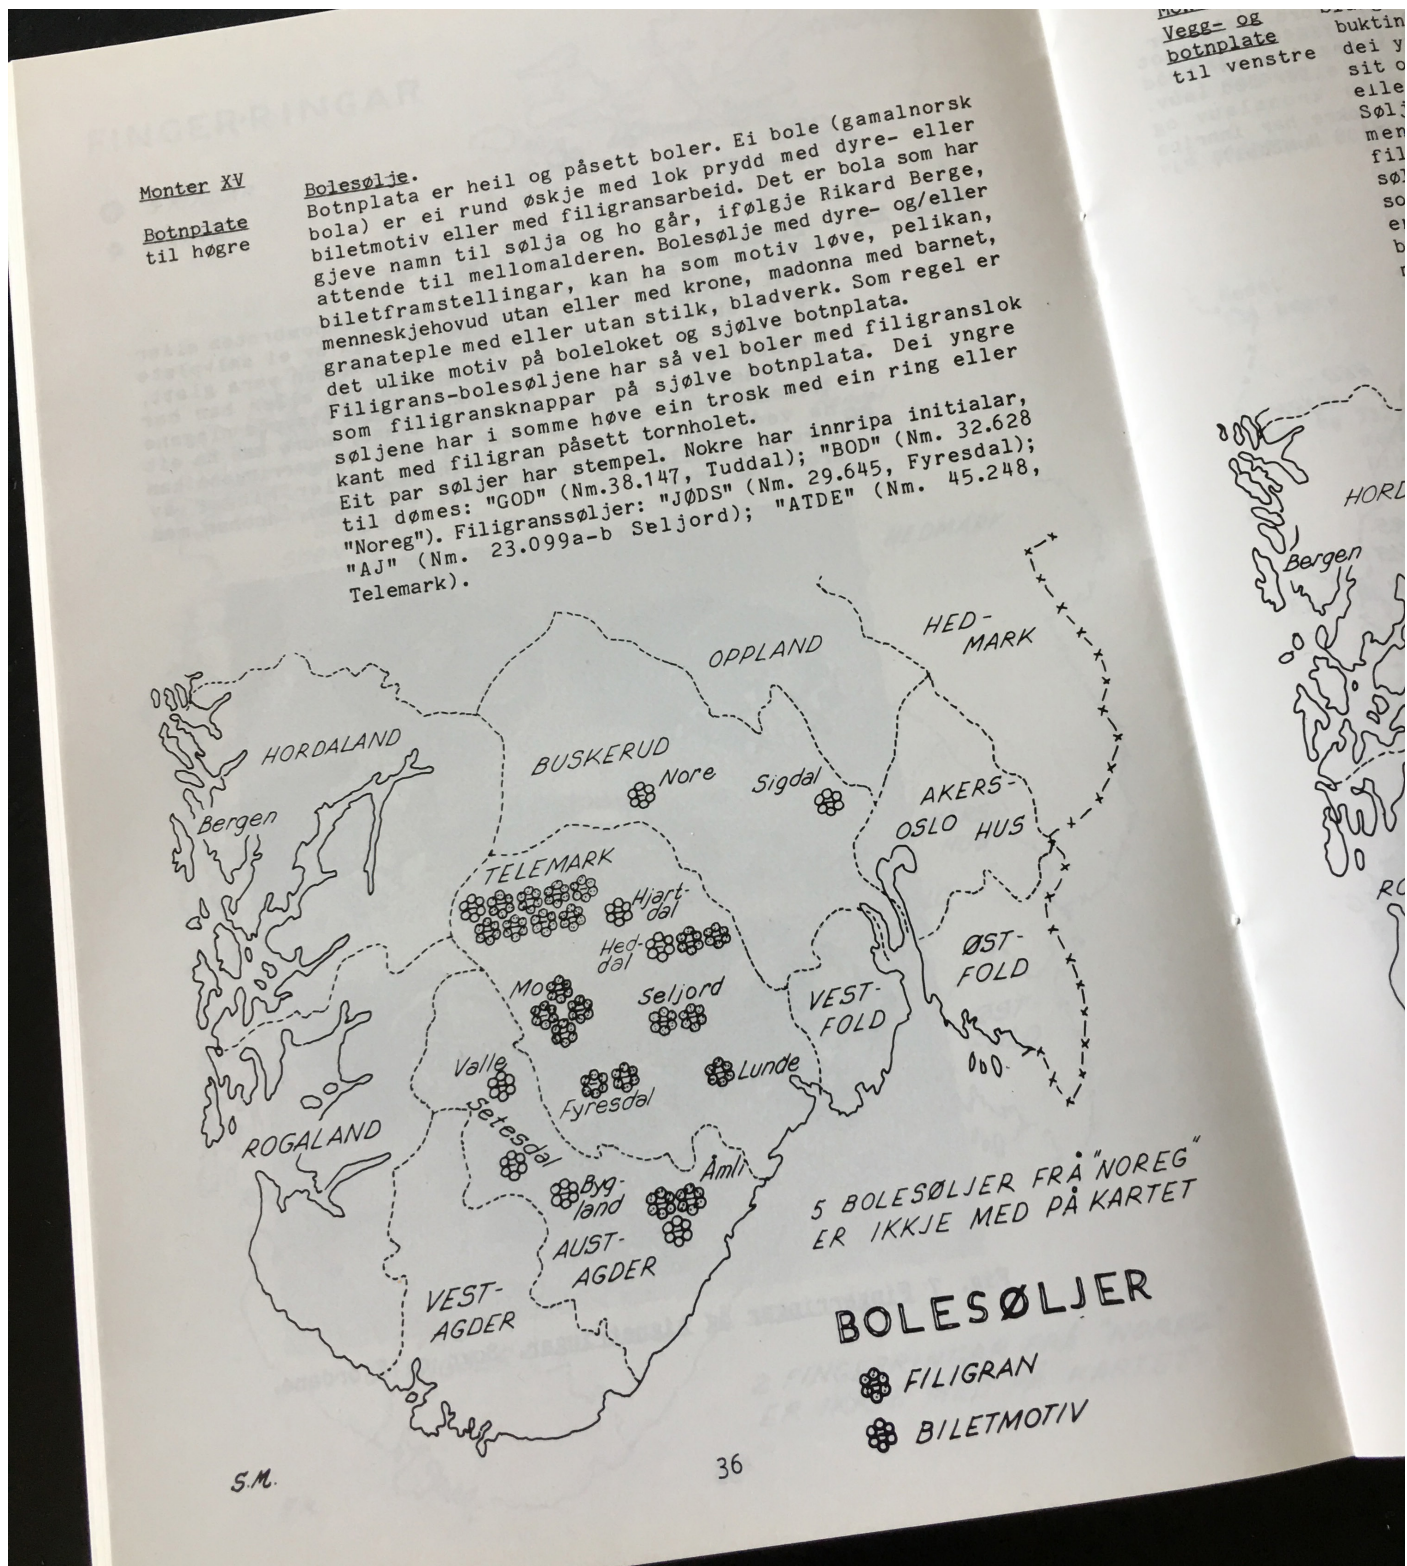 Monter XV
Botnplate
til høgre
Bolesølje.
Botnplata er heil og påsett boler. Ei bole (gamalnorsk
bola) er ei rund øskje med lok prydd med dyre- eller
biletmotiv eller med filigransarbeid. Det er bola som har
gjeve namn til sølja og ho går, ifølgje Rikard Berge,
attende til mellomalderen. Bolesølje med dyre- og/eller
biletframstellingar, kan ha som motiv løve, pelikan,
menneskjehovud utan eller med krone, madonna med barnet,
granateple med eller utan stilk, bladverk. Som regel er
det ulike motiv på boleloket og sjølve botnplata.
Filigrans-bolesøljene har så vel boler med filigranslok
som filigransknappar på sjølve botnplata. Dei yngre
søljene har i somme høve ein trosk med ein ring eller
kant med filigran påsett tornholet.
Eit par søljer har stempel. Nokre har innripa initialar,
til dømes: "GOD" (Nm.38.147, Tuddal); "BOD" (Nm. 32.628
"Noreg"). Filigranssøljer: "JØDS" (Nm. 29.645, Fyresdal);
"AJ" (Nm. 23.099a-b Seljord); "ATDE" (Nm. 45.248,
Telemark).
HED-
MARK
OPPLAND
HORDALAND
BUSKERUD
Nore
Sigdal
Bergen
AKERS-
HUS
OSLO
TELEMARK
Hjart-
dal
Hed-
dal
ØST-
FOLD
Mo
Seljord
VEST-
FOLD
Valle
Lunde
Fyresdal
Setesdal
ROGALAND
Åmli
Byg-
land
AUST-
AGDER
VEST-
AGDER
5 BOLESØLJER FRÅ "NOREG"
ER IKKJE MED PÅ KARTET
BOLESØLJER
FILIGRAN
BILETMOTIV
S.M.
36
Vegg- og
botnplate
til venstre
buktin
dei y
sit o
elle
Sølj
men
fil
søl
so
HORD
Bergen
RO